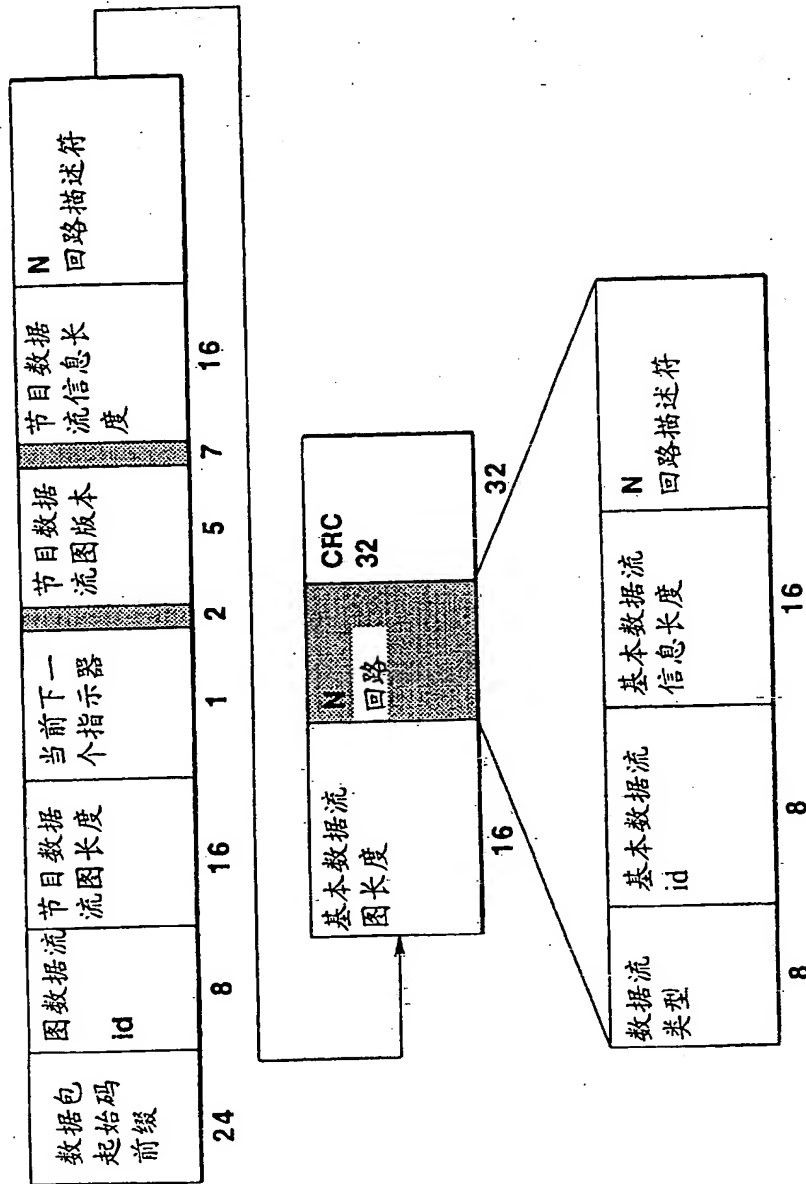 数据包
起始码
前缀
24
图数据流
id
8
节目数据
流图长度
16
当前下一
个指示器
1
2
节目数据
流图版本
5
7
节目数据
流信息长
度
16
N
回路描述符
基本数据流
图长度
16
N
回路
CRC
32
32
数据流
类型
8
基本数据流
id
8
基本数据流
信息长度
16
N
回路描述符